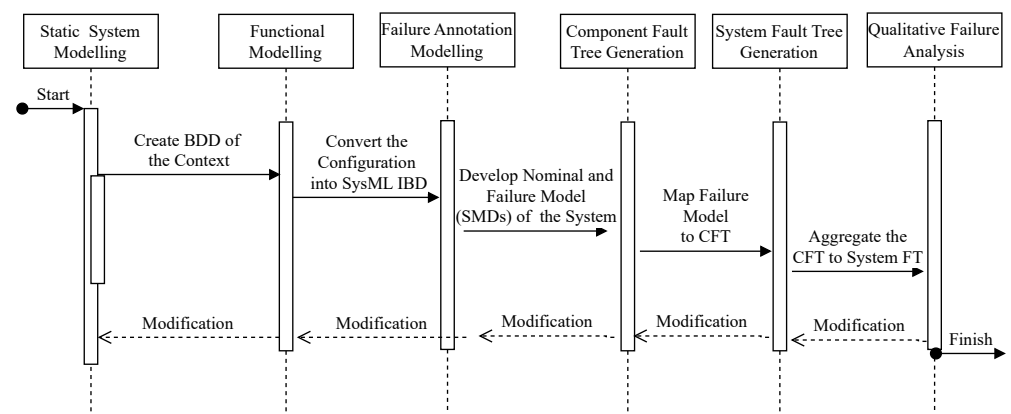 Static System
Modelling
Functional
Modelling
Failure Annotation
Modelling
Component Fault
Tree Generation
System Fault Tree
Generation
Qualitative Failure
Analysis
Start
Create BDD of
the Context
Convert the
Configuration
into SysML IBD
Develop Nominal and
Failure Model
(SMDs) of the System
Map Failure
Model
to CFT
Aggregate the
CFT to System FT
Modification
Modification
Modification
Modification
Modification
Finish